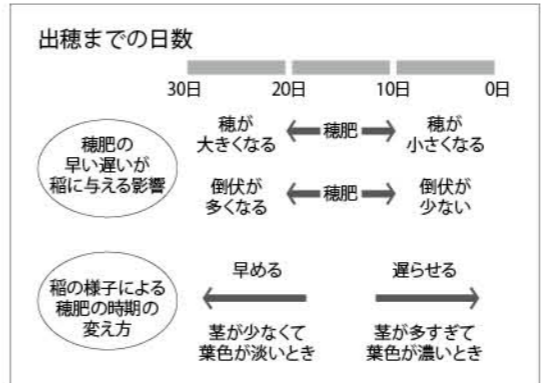 出穂までの日数
30日 20日 10日 0日
穂肥の
早い遅いが
稲に与える影響
穂が
大きくなる
穂肥
穂が
小さくなる
倒伏が
多くなる
穂肥
倒伏が
少ない
稲の様子による
穂肥の時期の
変え方
早める
茎が少なくて
葉色が淡いとき
遅らせる
茎が多すぎて
葉色が濃いとき